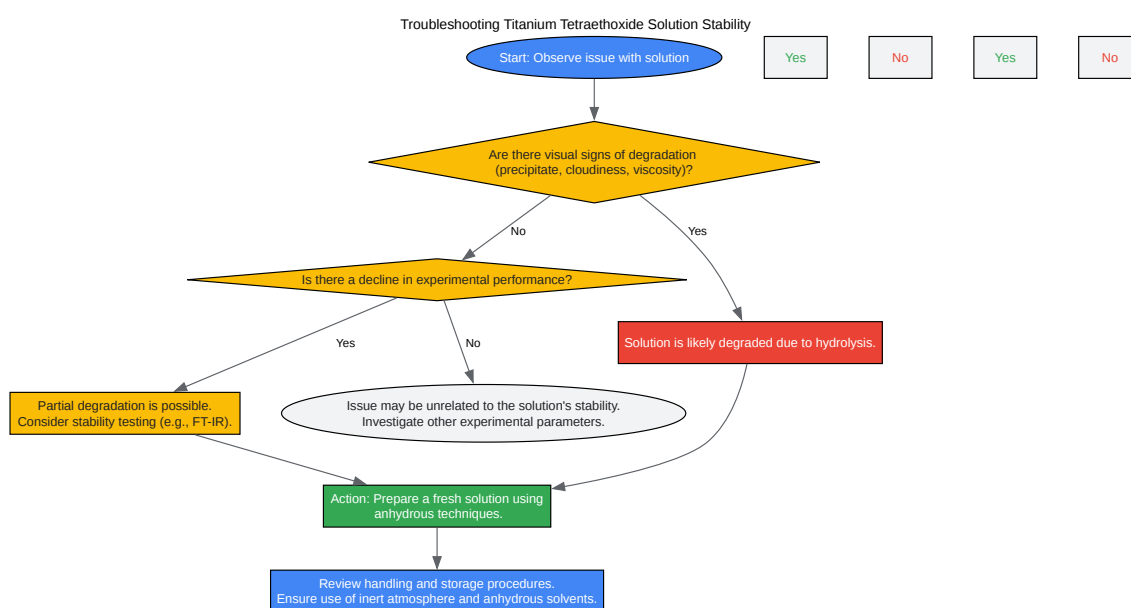 Troubleshooting Titanium Tetraethoxide Solution Stability
Start: Observe issue with solution
Yes
No
Yes
No
Are there visual signs of degradation
(precipitate, cloudiness, viscosity)?
No
Yes
Is there a decline in experimental performance?
Solution is likely degraded due to hydrolysis.
Yes
No
Partial degradation is possible.
Consider stability testing (e.g., FT-IR).
Issue may be unrelated to the solution's stability.
Investigate other experimental parameters.
Action: Prepare a fresh solution using
anhydrous techniques.
Review handling and storage procedures.
Ensure use of inert atmosphere and anhydrous solvents.